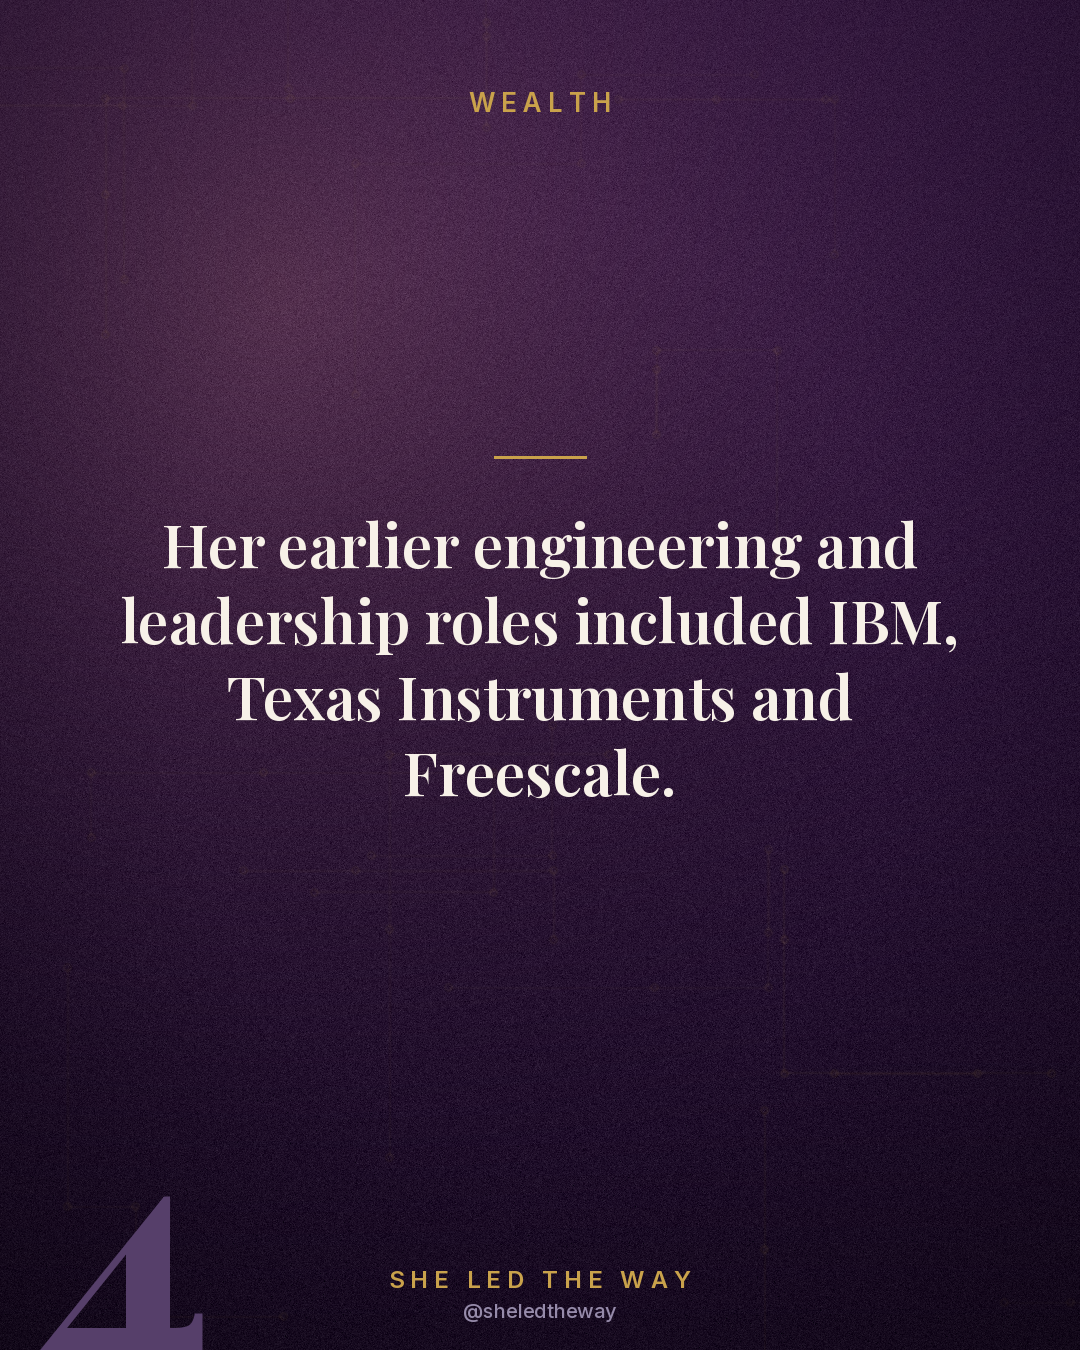 WEALTH
Her earlier engineering and
leadership roles included IBM,
Texas Instruments and
Freescale.
4
SHE LED THE WAY
@sheledtheway